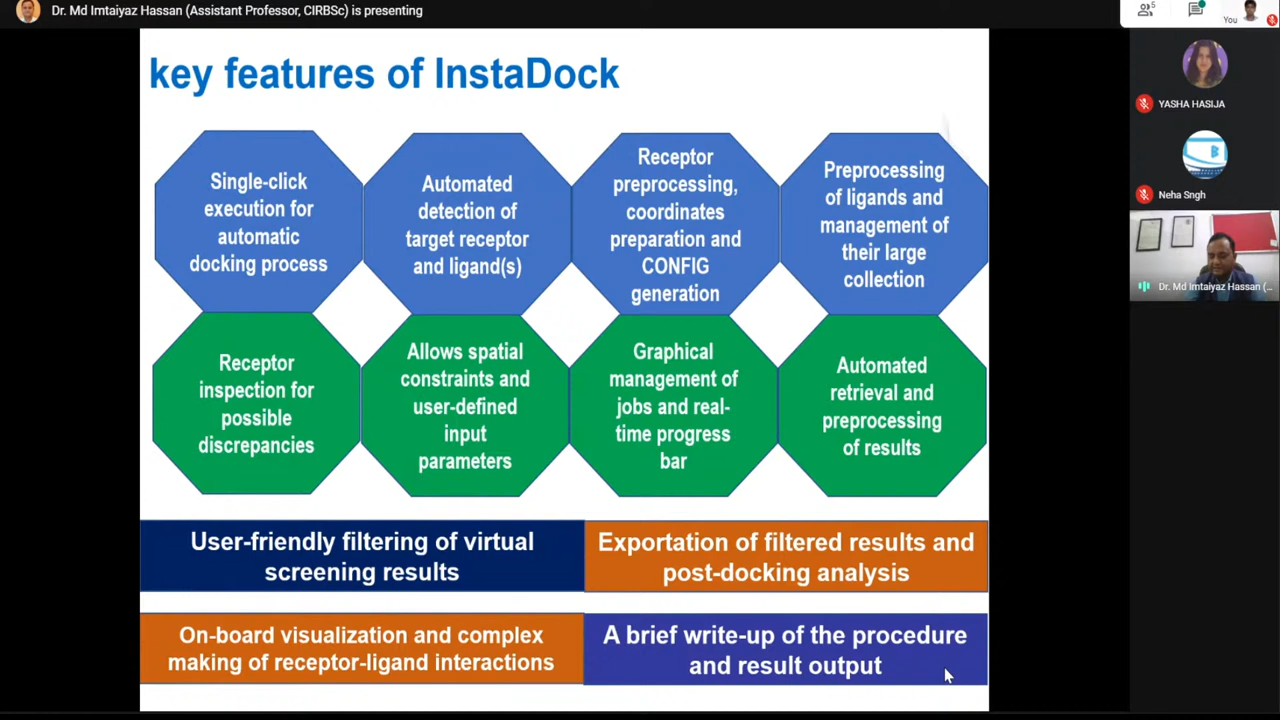 Dr. Md Imtaiyaz Hassan (Assistant Professor, CIRBSc) is presenting
5
You
key features of InstaDock
Single-click
execution for
automatic
docking process
Automated
detection of
target receptor
and ligand(s)
Receptor
preprocessing,
coordinates
preparation and
CONFIG
generation
Preprocessing
of ligands and
management of
their large
collection
Receptor
inspection for
possible
discrepancies
Allows spatial
constraints and
user-defined
input
parameters
Graphical
management of
jobs and real-
time progress
bar
Automated
retrieval and
preprocessing
of results
User-friendly filtering of virtual
screening results
Exportation of filtered results and
post-docking analysis
On-board visualization and complex
making of receptor-ligand interactions
A brief write-up of the procedure
and result output
YASHA HASIJA
B
Neha Sngh
Dr. Md Imtaiyaz Hassan (...